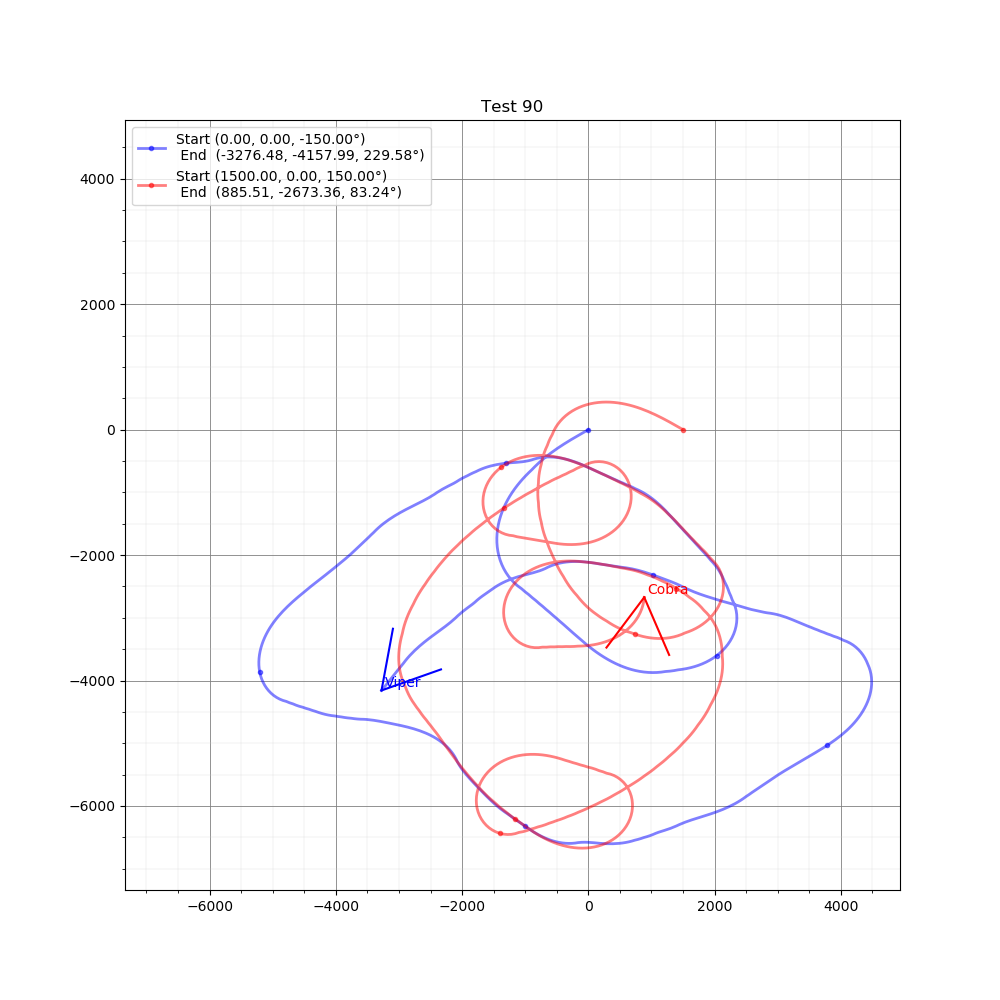 Test 90
Start (0.00, 0.00, -150.00°)
End (-3276.48, -4157.99, 229.58°)
Start (1500.00, 0.00, 150.00°)
End (885.51, -2673.36, 83.24°)
4000
2000
0
−2000
−4000
−6000
Cobra
Viper
−6000 −4000 −2000 0 2000 4000